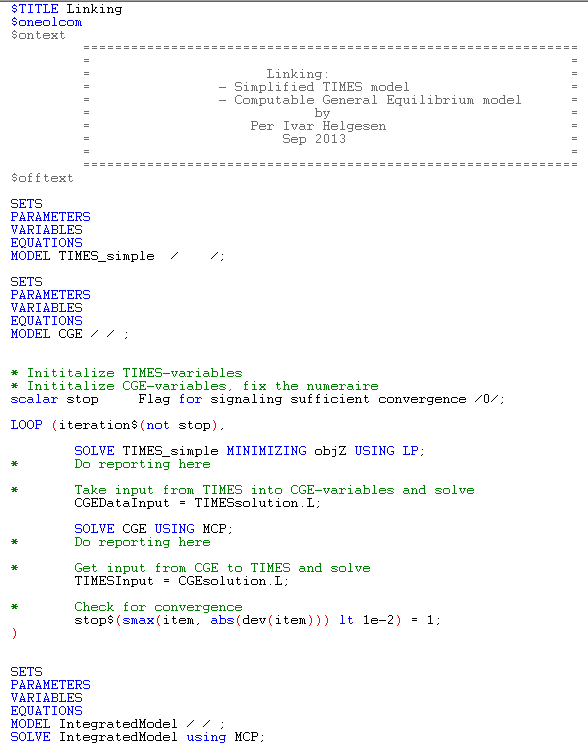 $TITLE Linking
$oneolcom
$ontext
==============================================================
=                                                            =
=                      Linking:                              =
=                - Simplified TIMES model                    =
=                - Computable General Equilibrium model      =
=                            by                              =
=                    Per Ivar Helgesen                       =
=                        Sep 2013                            =
=                                                            =
==============================================================
$offtext
SETS
PARAMETERS
VARIABLES
EQUATIONS
MODEL TIMES_simple  /    /;
SETS
PARAMETERS
VARIABLES
EQUATIONS
MODEL CGE / / ;
* Inititalize TIMES-variables
* Inititalize CGE-variables, fix the numeraire
scalar stop     Flag for signaling sufficient convergence /0/;
LOOP (iteration$(not stop),
        SOLVE TIMES_simple MINIMIZING objZ USING LP;
*       Do reporting here
*       Take input from TIMES into CGE-variables and solve
        CGEDataInput = TIMESsolution.L;
        SOLVE CGE USING MCP;
*       Do reporting here
*       Get input from CGE to TIMES and solve
        TIMESInput = CGEsolution.L;
*       Check for convergence
        stop$(smax(item, abs(dev(item))) lt 1e-2) = 1;
)
SETS
PARAMETERS
VARIABLES
EQUATIONS
MODEL IntegratedModel / / ;
SOLVE IntegratedModel using MCP;